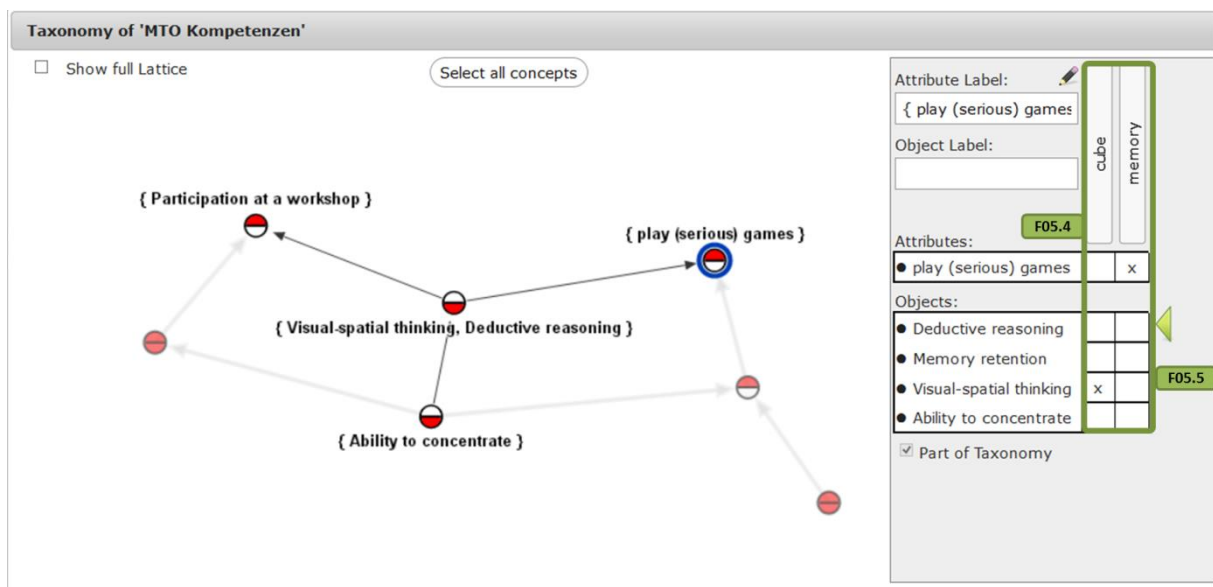 Taxonomy of 'MTO Kompetenzen'
Show full Lattice
Select all concepts
{ Participation at a workshop }
{ play (serious) games }
{ Visual-spatial thinking, Deductive reasoning }
{ Ability to concentrate }
Attribute Label:
{ play (serious) games
Object Label:
cube
memory
F05.4
Attributes:
● play (serious) games x
Objects:
● Deductive reasoning
● Memory retention
● Visual-spatial thinking x
● Ability to concentrate
F05.5
Part of Taxonomy